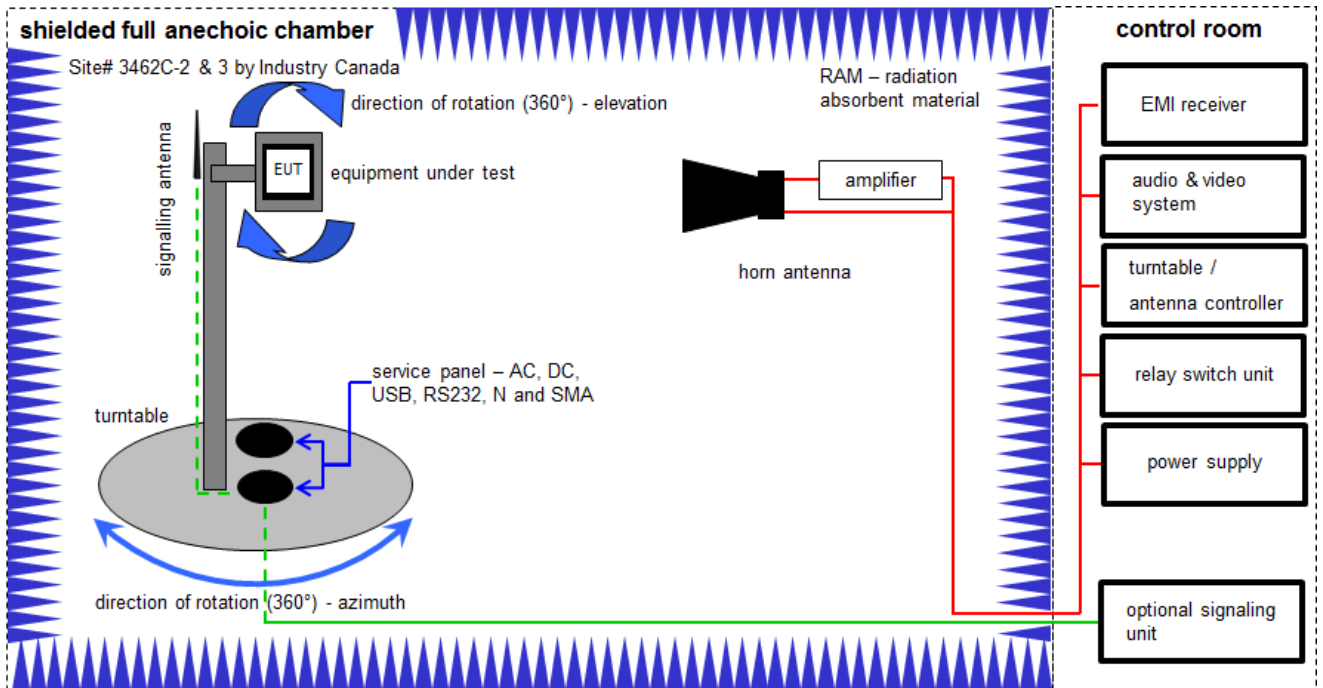 shielded full anechoic chamber
Site# 3462C-2 & 3 by Industry Canada
direction of rotation (360°) - elevation
signalling antenna
EUT
equipment under test
RAM – radiation
absorbent material
amplifier
horn antenna
service panel – AC, DC,
USB, RS232, N and SMA
turntable
direction of rotation (360°) - azimuth
control room
EMI receiver
audio & video
system
turntable /
antenna controller
relay switch unit
power supply
optional signaling
unit